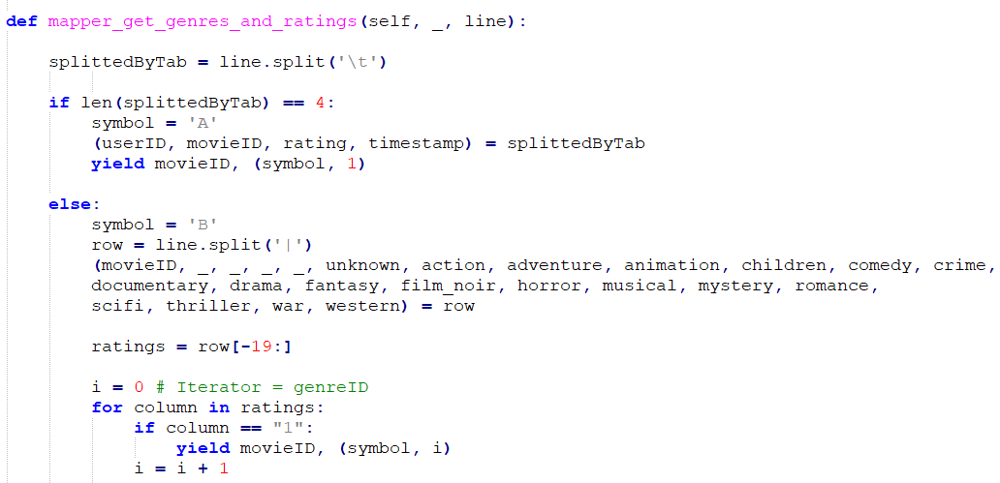 def mapper_get_genres_and_ratings(self, _, line):
splittedByTab = line.split('\t')
if len(splittedByTab) == 4:
symbol = 'A'
(userID, movieID, rating, timestamp) = splittedByTab
yield movieID, (symbol, 1)
else:
symbol = 'B'
row = line.split('|')
(movieID, _, _, _, _, unknown, action, adventure, animation, children, comedy, crime,
documentary, drama, fantasy, film_noir, horror, musical, mystery, romance,
scifi, thriller, war, western) = row
ratings = row[-19:]
i = 0 # Iterator = genreID
for column in ratings:
if column == "1":
yield movieID, (symbol, i)
i = i + 1